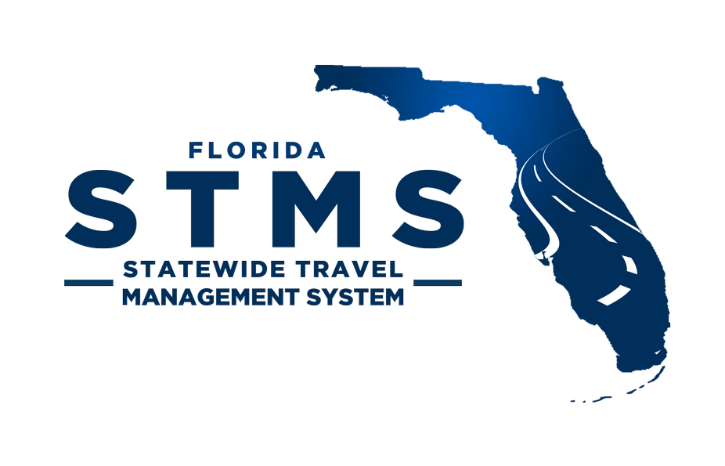 FLORIDA
STMS
STATEWIDE TRAVEL
MANAGEMENT SYSTEM